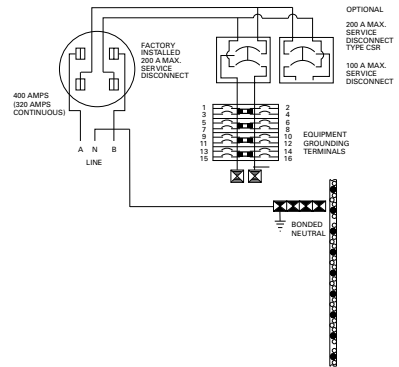 OPTIONAL
200 A MAX.
SERVICE
DISCONNECT
TYPE CSR
100 A MAX.
SERVICE
DISCONNECT
FACTORY
INSTALLED
200 A MAX.
SERVICE
DISCONNECT
400 AMPS
(320 AMPS
CONTINUOUS)
A N B
LINE
1 2
3 4
5 6
7 8
9 10
11 12
13 14
15 16
EQUIPMENT
GROUNDING
TERMINALS
BONDED
NEUTRAL